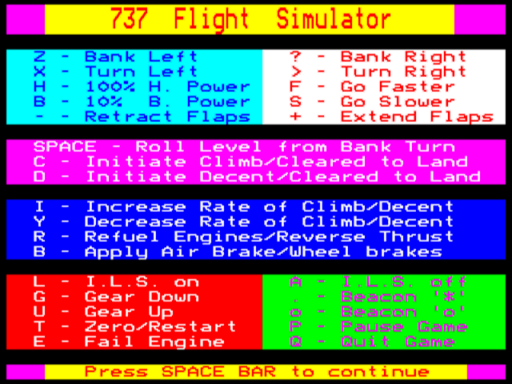 737 Flight Simulator
Z - Bank Left ? - Bank Right
X - Turn Left > - Turn Right
H - 100% H. Power F - Go Faster
B - 10% B. Power S - Go Slower
- - Retract Flaps + - Extend Flaps
SPACE - Roll Level from Bank Turn
C - Initiate Climb/Cleared to Land
D - Initiate Decent/Cleared to Land
I - Increase Rate of Climb/Decent
Y - Decrease Rate of Climb/Decent
R - Refuel Engines/Reverse Thrust
B - Apply Air Brake/Wheel brakes
L - I.L.S. on A - I.L.S. off
G - Gear Down . - Beacon '*'
U - Gear Up o - Beacon 'o'
T - Zero/Restart P - Pause Game
E - Fail Engine Q - Quit Game
Press SPACE BAR to continue